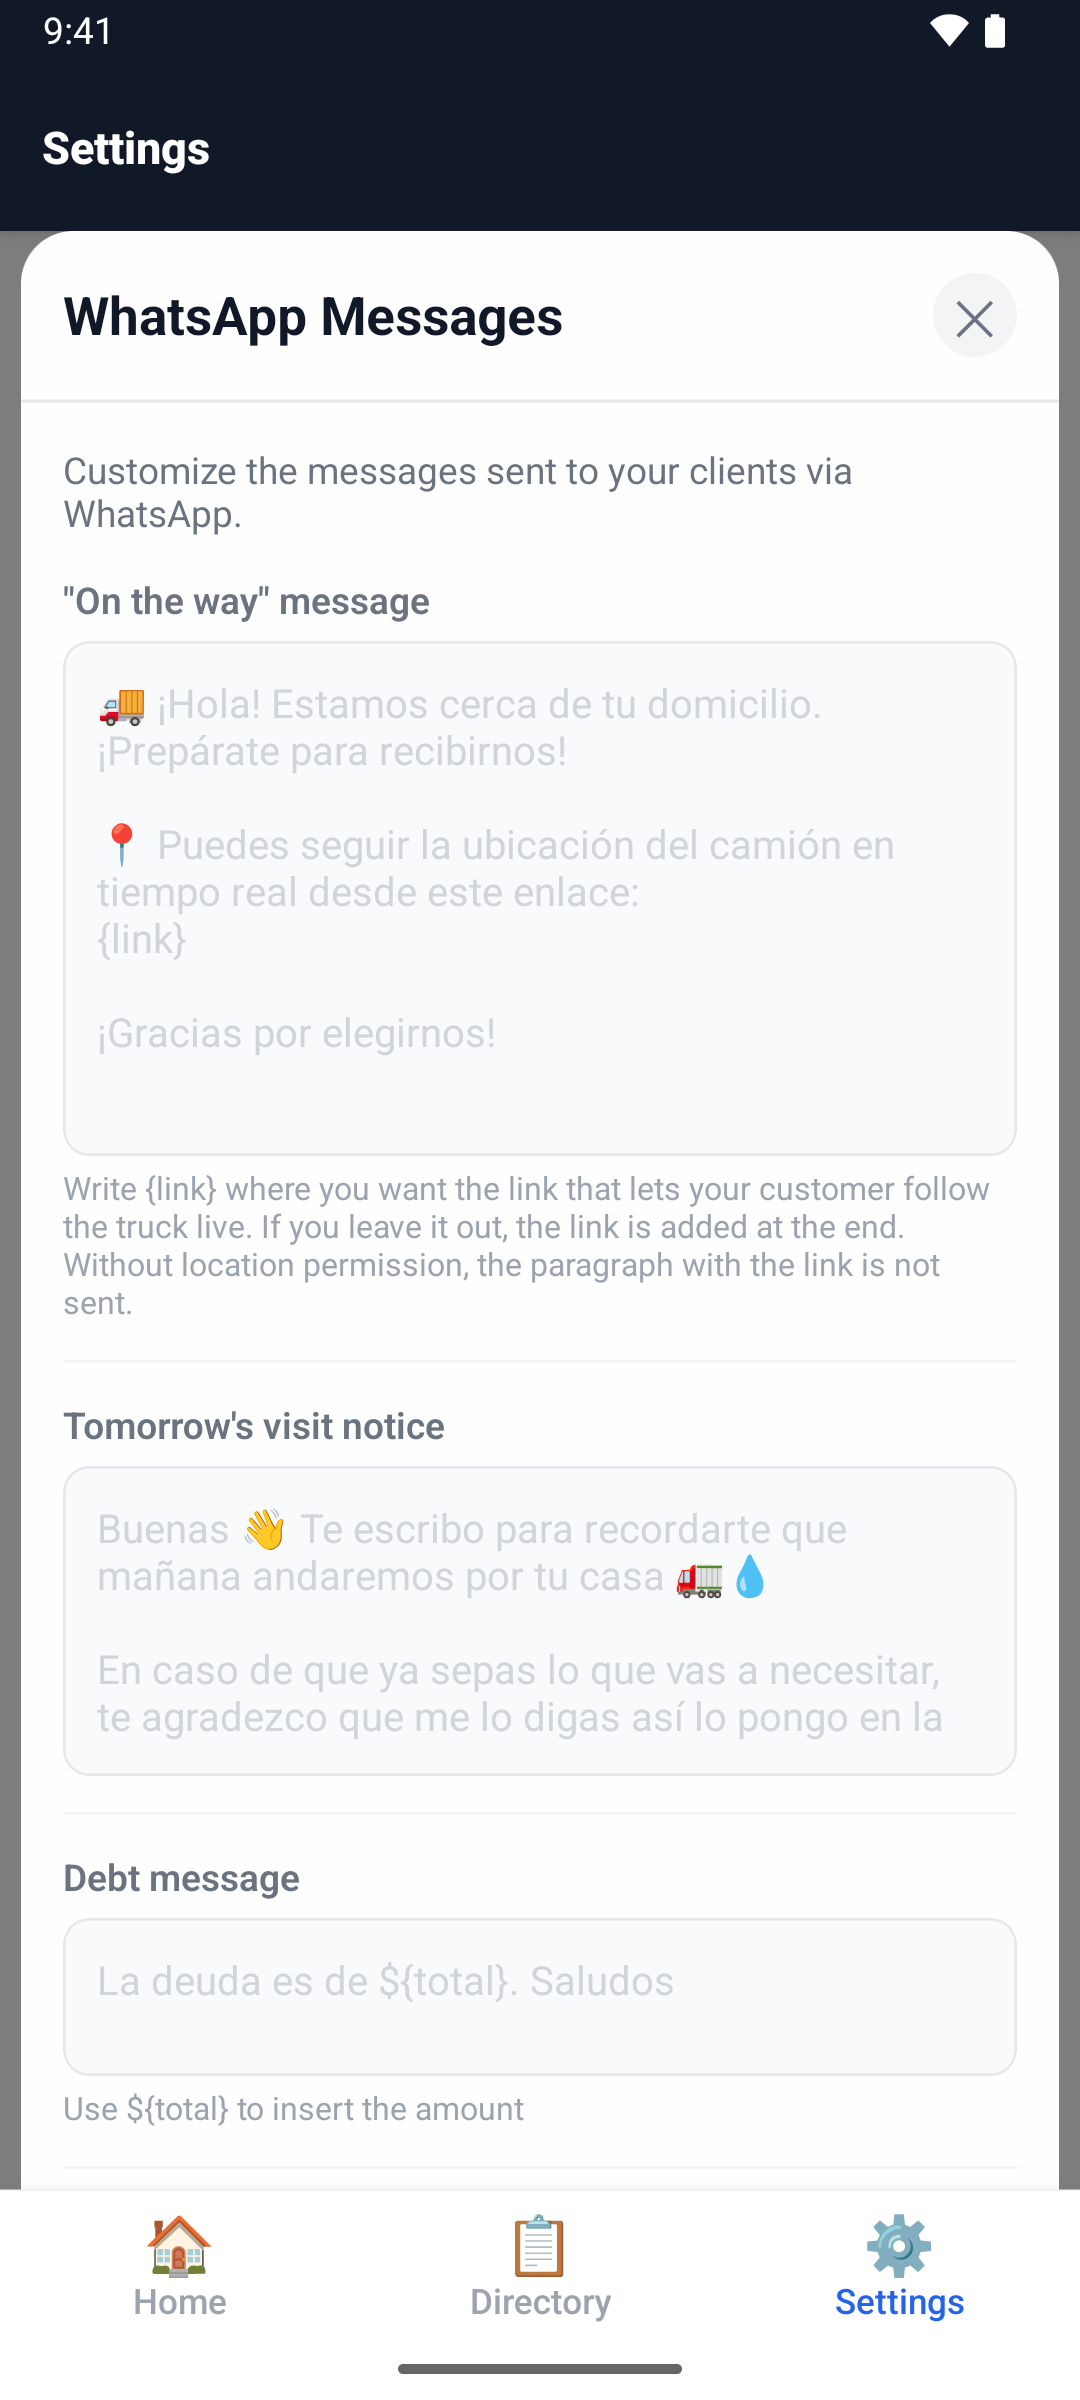 9:41
Settings
WhatsApp Messages
Customize the messages sent to your clients via
WhatsApp.
"On the way" message
🚚 ¡Hola! Estamos cerca de tu domicilio.
¡Prepárate para recibirnos!
📍 Puedes seguir la ubicación del camión en
tiempo real desde este enlace:
{link}
¡Gracias por elegirnos!
Write {link} where you want the link that lets your customer follow
the truck live. If you leave it out, the link is added at the end.
Without location permission, the paragraph with the link is not
sent.
Tomorrow's visit notice
Buenas 👋 Te escribo para recordarte que
mañana andaremos por tu casa 🚛💧
En caso de que ya sepas lo que vas a necesitar,
te agradezco que me lo digas así lo pongo en la
Debt message
La deuda es de ${total}. Saludos
Use ${total} to insert the amount
Home
Directory
Settings